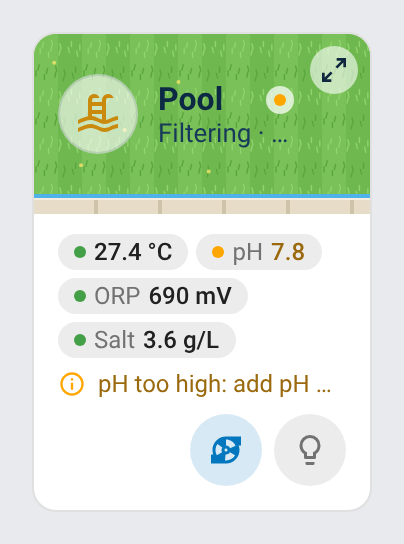 Pool
Filtering · ...
27.4 °C
pH 7.8
ORP 690 mV
Salt 3.6 g/L
pH too high: add pH ...